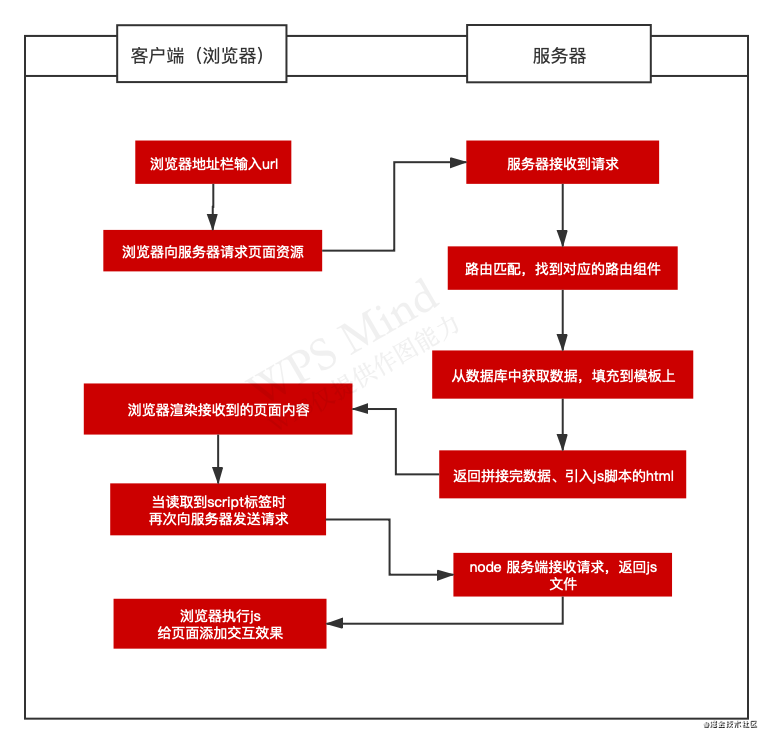 客户端（浏览器）
服务器
浏览器地址栏输入url
服务器接收到请求
浏览器向服务器请求页面资源
路由匹配，找到对应的路由组件
从数据库中获取数据，填充到模板上
浏览器渲染接收到的页面内容
返回拼接完数据、引入js脚本的html
当读取到script标签时
再次向服务器发送请求
node 服务端接收请求，返回js
文件
浏览器执行js
给页面添加交互效果
WPS Mind
提供作图能力
@掘金技术社区